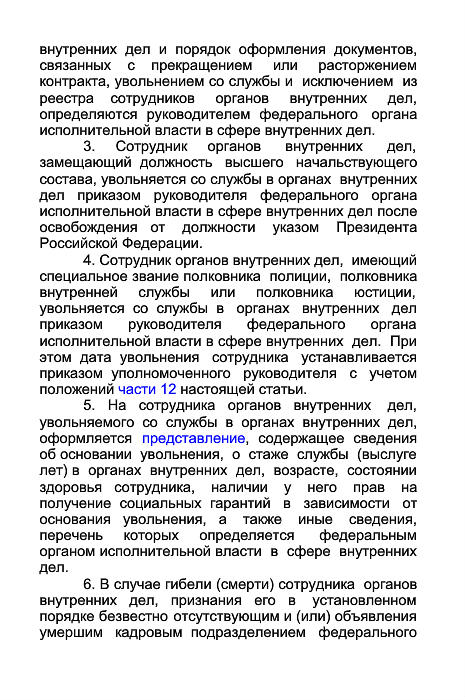 внутренних дел и порядок оформления документов,
связанных с прекращением или расторжением
контракта, увольнением со службы и исключением из
реестра сотрудников органов внутренних дел,
определяются руководителем федерального органа
исполнительной власти в сфере внутренних дел.
3. Сотрудник органов внутренних дел,
замещающий должность высшего начальствующего
состава, увольняется со службы в органах внутренних
дел приказом руководителя федерального органа
исполнительной власти в сфере внутренних дел после
освобождения от должности указом Президента
Российской Федерации.
4. Сотрудник органов внутренних дел, имеющий
специальное звание полковника полиции, полковника
внутренней службы или полковника юстиции,
увольняется со службы в органах внутренних дел
приказом руководителя федерального органа
исполнительной власти в сфере внутренних дел. При
этом дата увольнения сотрудника устанавливается
приказом уполномоченного руководителя с учетом
положений части 12 настоящей статьи.
5. На сотрудника органов внутренних дел,
увольняемого со службы в органах внутренних дел,
оформляется представление, содержащее сведения
об основании увольнения, о стаже службы (выслуге
лет) в органах внутренних дел, возрасте, состоянии
здоровья сотрудника, наличии у него прав на
получение социальных гарантий в зависимости от
основания увольнения, а также иные сведения,
перечень которых определяется федеральным
органом исполнительной власти в сфере внутренних
дел.
6. В случае гибели (смерти) сотрудника органов
внутренних дел, признания его в установленном
порядке безвестно отсутствующим и (или) объявления
умершим кадровым подразделением федерального